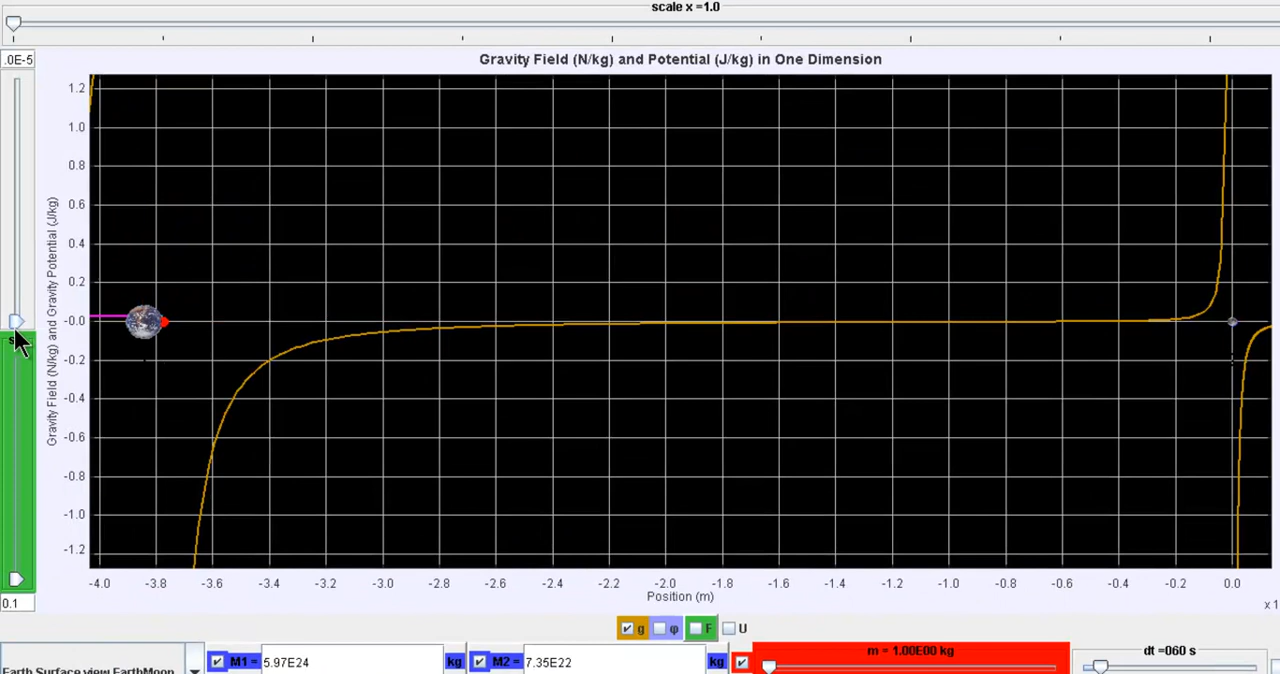 scale x =1.0
.0E-5
Gravity Field (N/kg) and Potential (J/kg) in One Dimension
Gravity Field (N/kg) and Gravity Potential (J/kg)
1.2
1.0
0.8
0.6
0.4
0.2
-0.0
-0.2
-0.4
-0.6
-0.8
-1.0
-1.2
-4.0 -3.8 -3.6 -3.4 -3.2 -3.0 -2.8 -2.6 -2.4 -2.2 -2.0 -1.8 -1.6 -1.4 -1.2 -1.0 -0.8 -0.6 -0.4 -0.2 0.0
Position (m)
x 1
0.1
g φ F U
Earth Surface view EarthMoon M1 = 5.97E24 kg M2 = 7.35E22 kg m = 1.00E00 kg dt =060 s